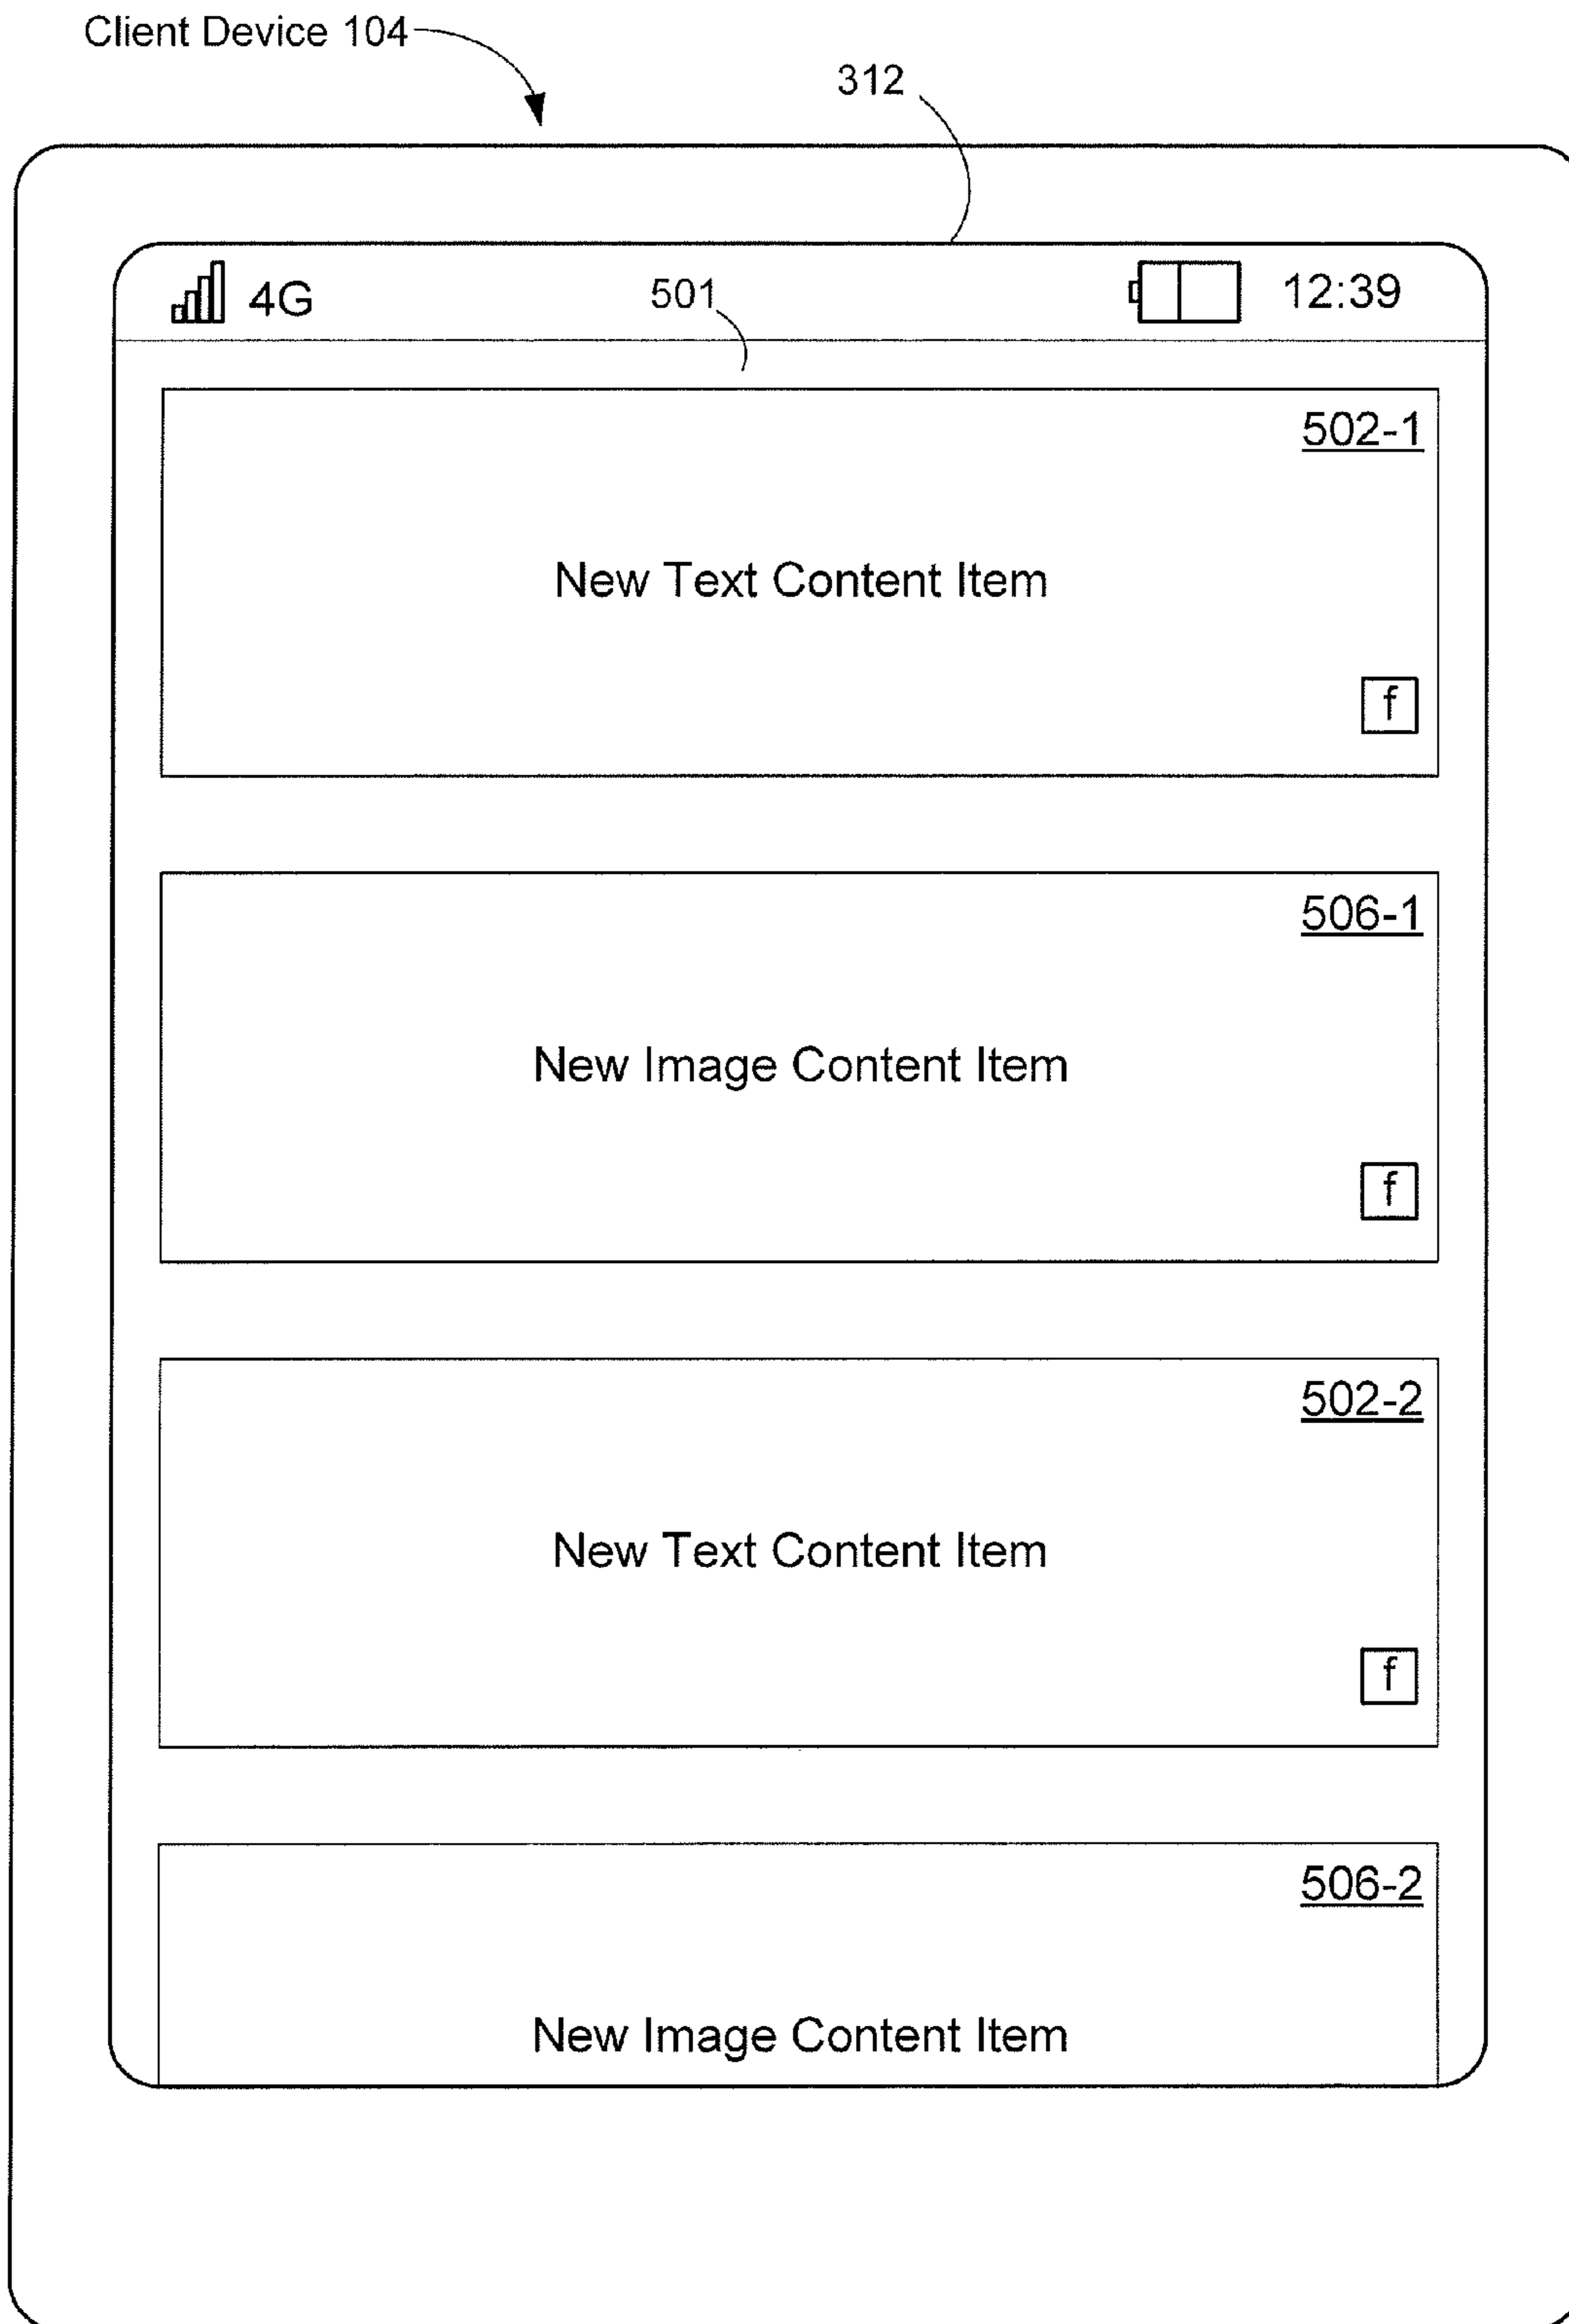 Client Device 104
312
4G
501
12:39
502-1
New Text Content Item
f
506-1
New Image Content Item
f
502-2
New Text Content Item
f
506-2
New Image Content Item